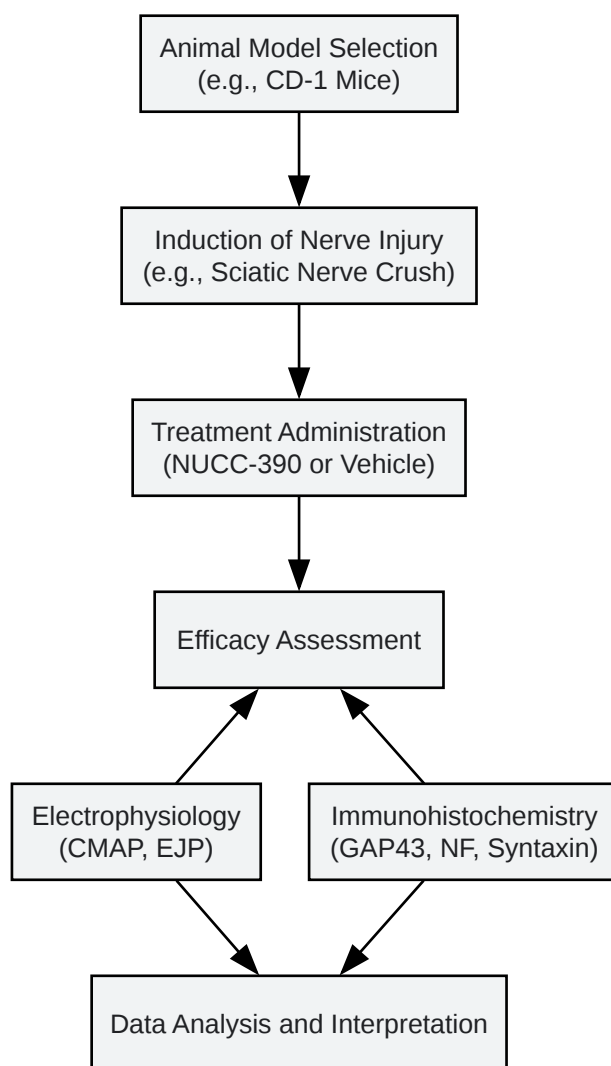 Animal Model Selection
(e.g., CD-1 Mice)
Induction of Nerve Injury
(e.g., Sciatic Nerve Crush)
Treatment Administration
(NUCC-390 or Vehicle)
Efficacy Assessment
Electrophysiology
(CMAP, EJP)
Immunohistochemistry
(GAP43, NF, Syntaxin)
Data Analysis and Interpretation